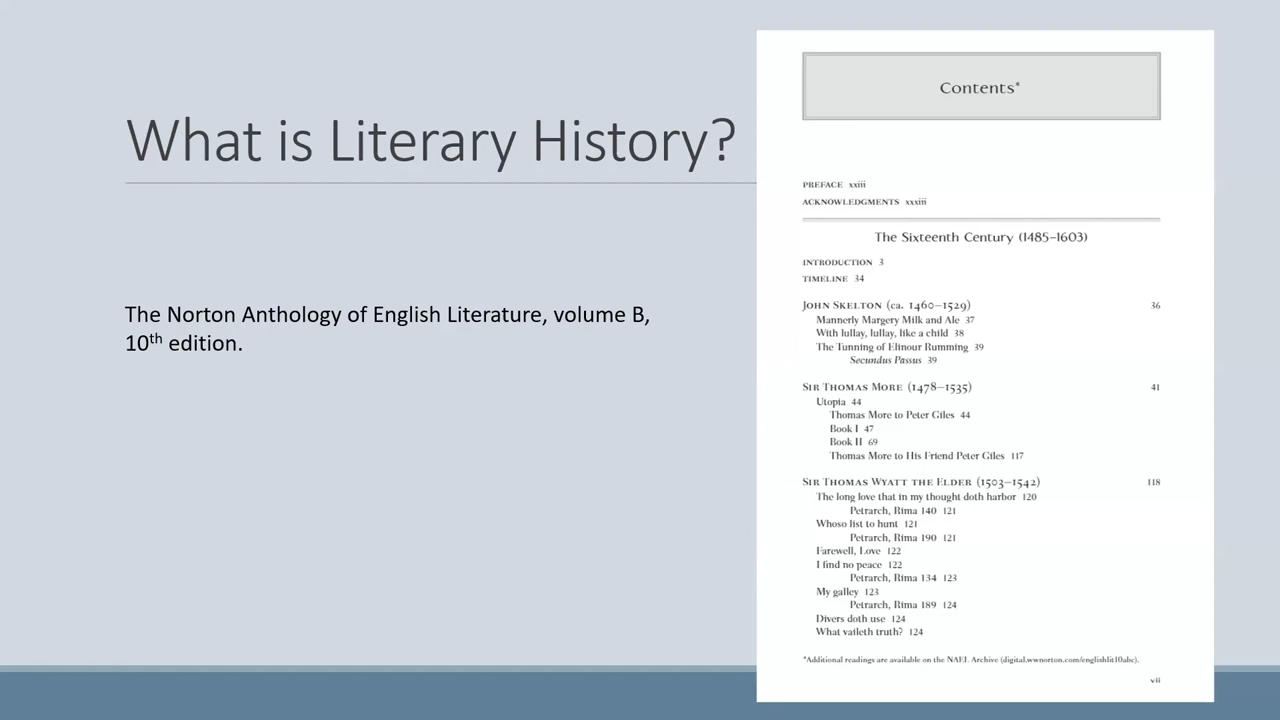 What is Literary History?
The Norton Anthology of English Literature, volume B,
10th edition.
Contents*
PREFACE xxiii
ACKNOWLEDGMENTS xxxiii
The Sixteenth Century (1485–1603)
INTRODUCTION 3
TIMELINE 34
JOHN SKELTON (ca. 1460–1529) 36
Mannerly Margery Milk and Ale 37
With lullay, lullay, like a child 38
The Tunning of Elinour Rumming 39
Secundus Passus 39
SIR THOMAS MORE (1478–1535) 41
Utopia 44
Thomas More to Peter Giles 44
Book I 47
Book II 69
Thomas More to His Friend Peter Giles 117
SIR THOMAS WYATT THE ELDER (1503–1542) 118
The long love that in my thought doth harbor 120
Petrarch, Rima 140 121
Whoso list to hunt 121
Petrarch, Rima 190 121
Farewell, Love 122
I find no peace 122
Petrarch, Rima 134 123
My galley 123
Petrarch, Rima 189 124
Divers doth use 124
What vaileth truth? 124
*Additional readings are available on the NAEL Archive (digital.wwnorton.com/englishlit10abc).
vii